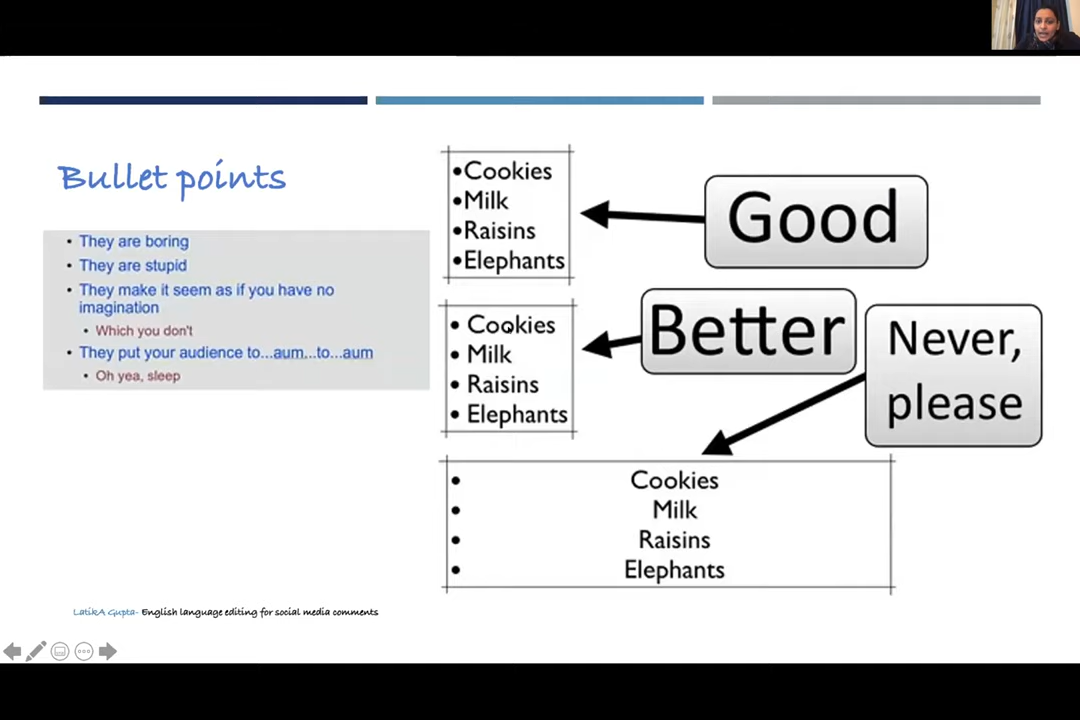 Bullet points
• They are boring
• They are stupid
• They make it seem as if you have no
imagination
• Which you don't
• They put your audience to...aum...to...aum
• Oh yea, sleep
•Cookies
•Milk
•Raisins
•Elephants
Good
• Cookies
• Milk
• Raisins
• Elephants
Better
Never,
please
• Cookies
• Milk
• Raisins
• Elephants
LatikA Gupta- English language editing for social media comments